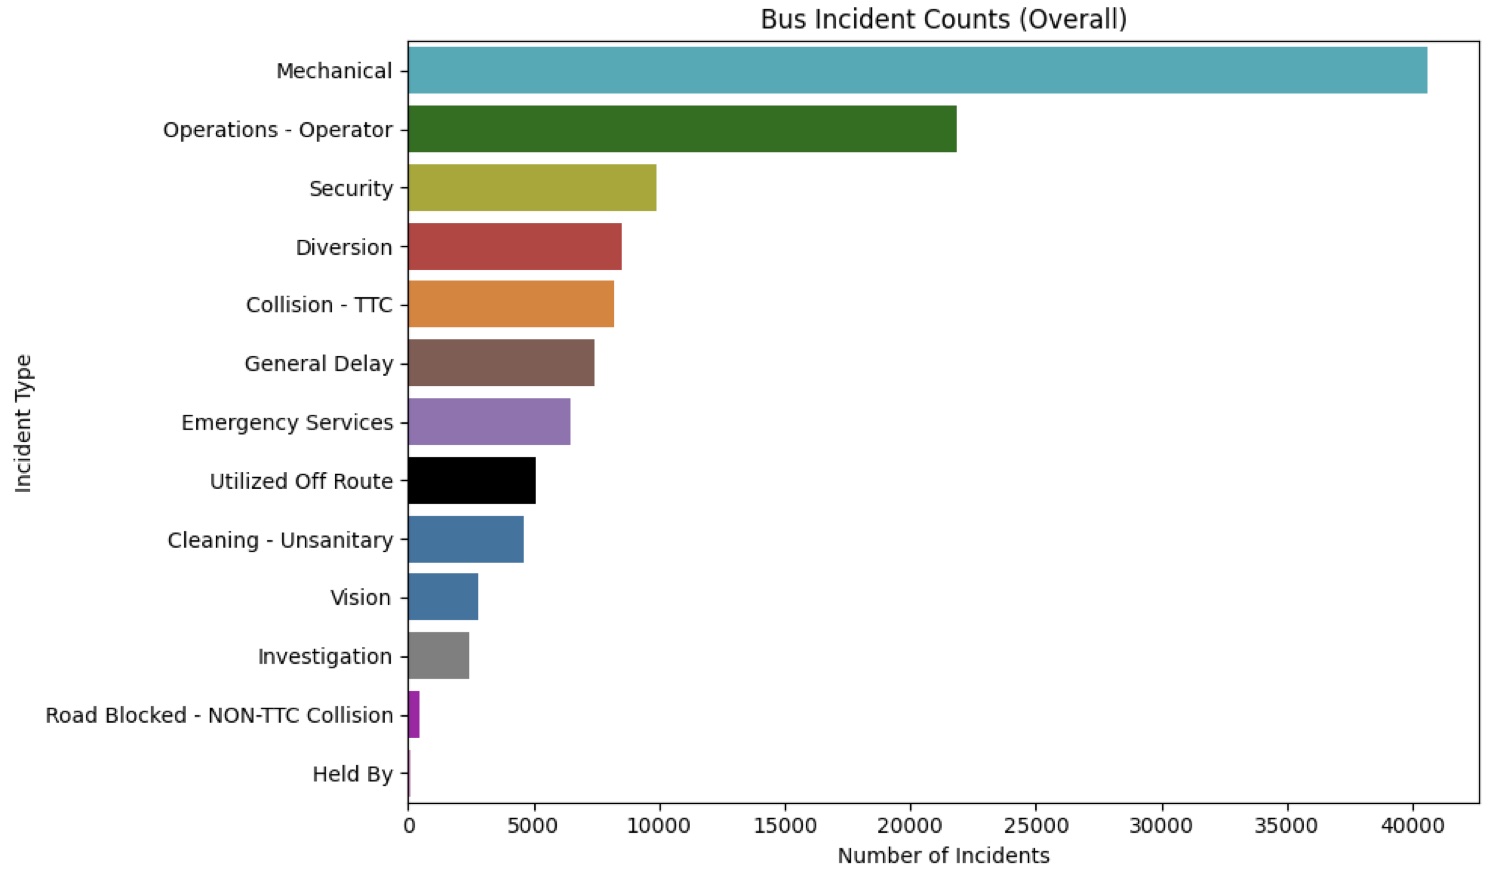 Bus Incident Counts (Overall)
Incident Type
Mechanical
Operations - Operator
Security
Diversion
Collision - TTC
General Delay
Emergency Services
Utilized Off Route
Cleaning - Unsanitary
Vision
Investigation
Road Blocked - NON-TTC Collision
Held By
0 5000 10000 15000 20000 25000 30000 35000 40000
Number of Incidents